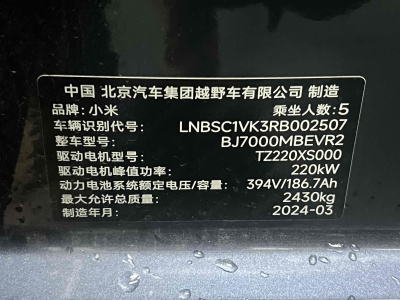 中国 北京汽车集团越野车有限公司 制造
品牌:小米 乘坐人数:5
车辆识别代号: LNBSC1VK3RB002507
整车型号: BJ7000MBEVR2
驱动电机型号: TZ220XS000
驱动电机峰值功率: 220kW
动力电池系统额定电压/容量: 394V/186.7Ah
最大允许总质量: 2430kg
制造年月: 2024-03